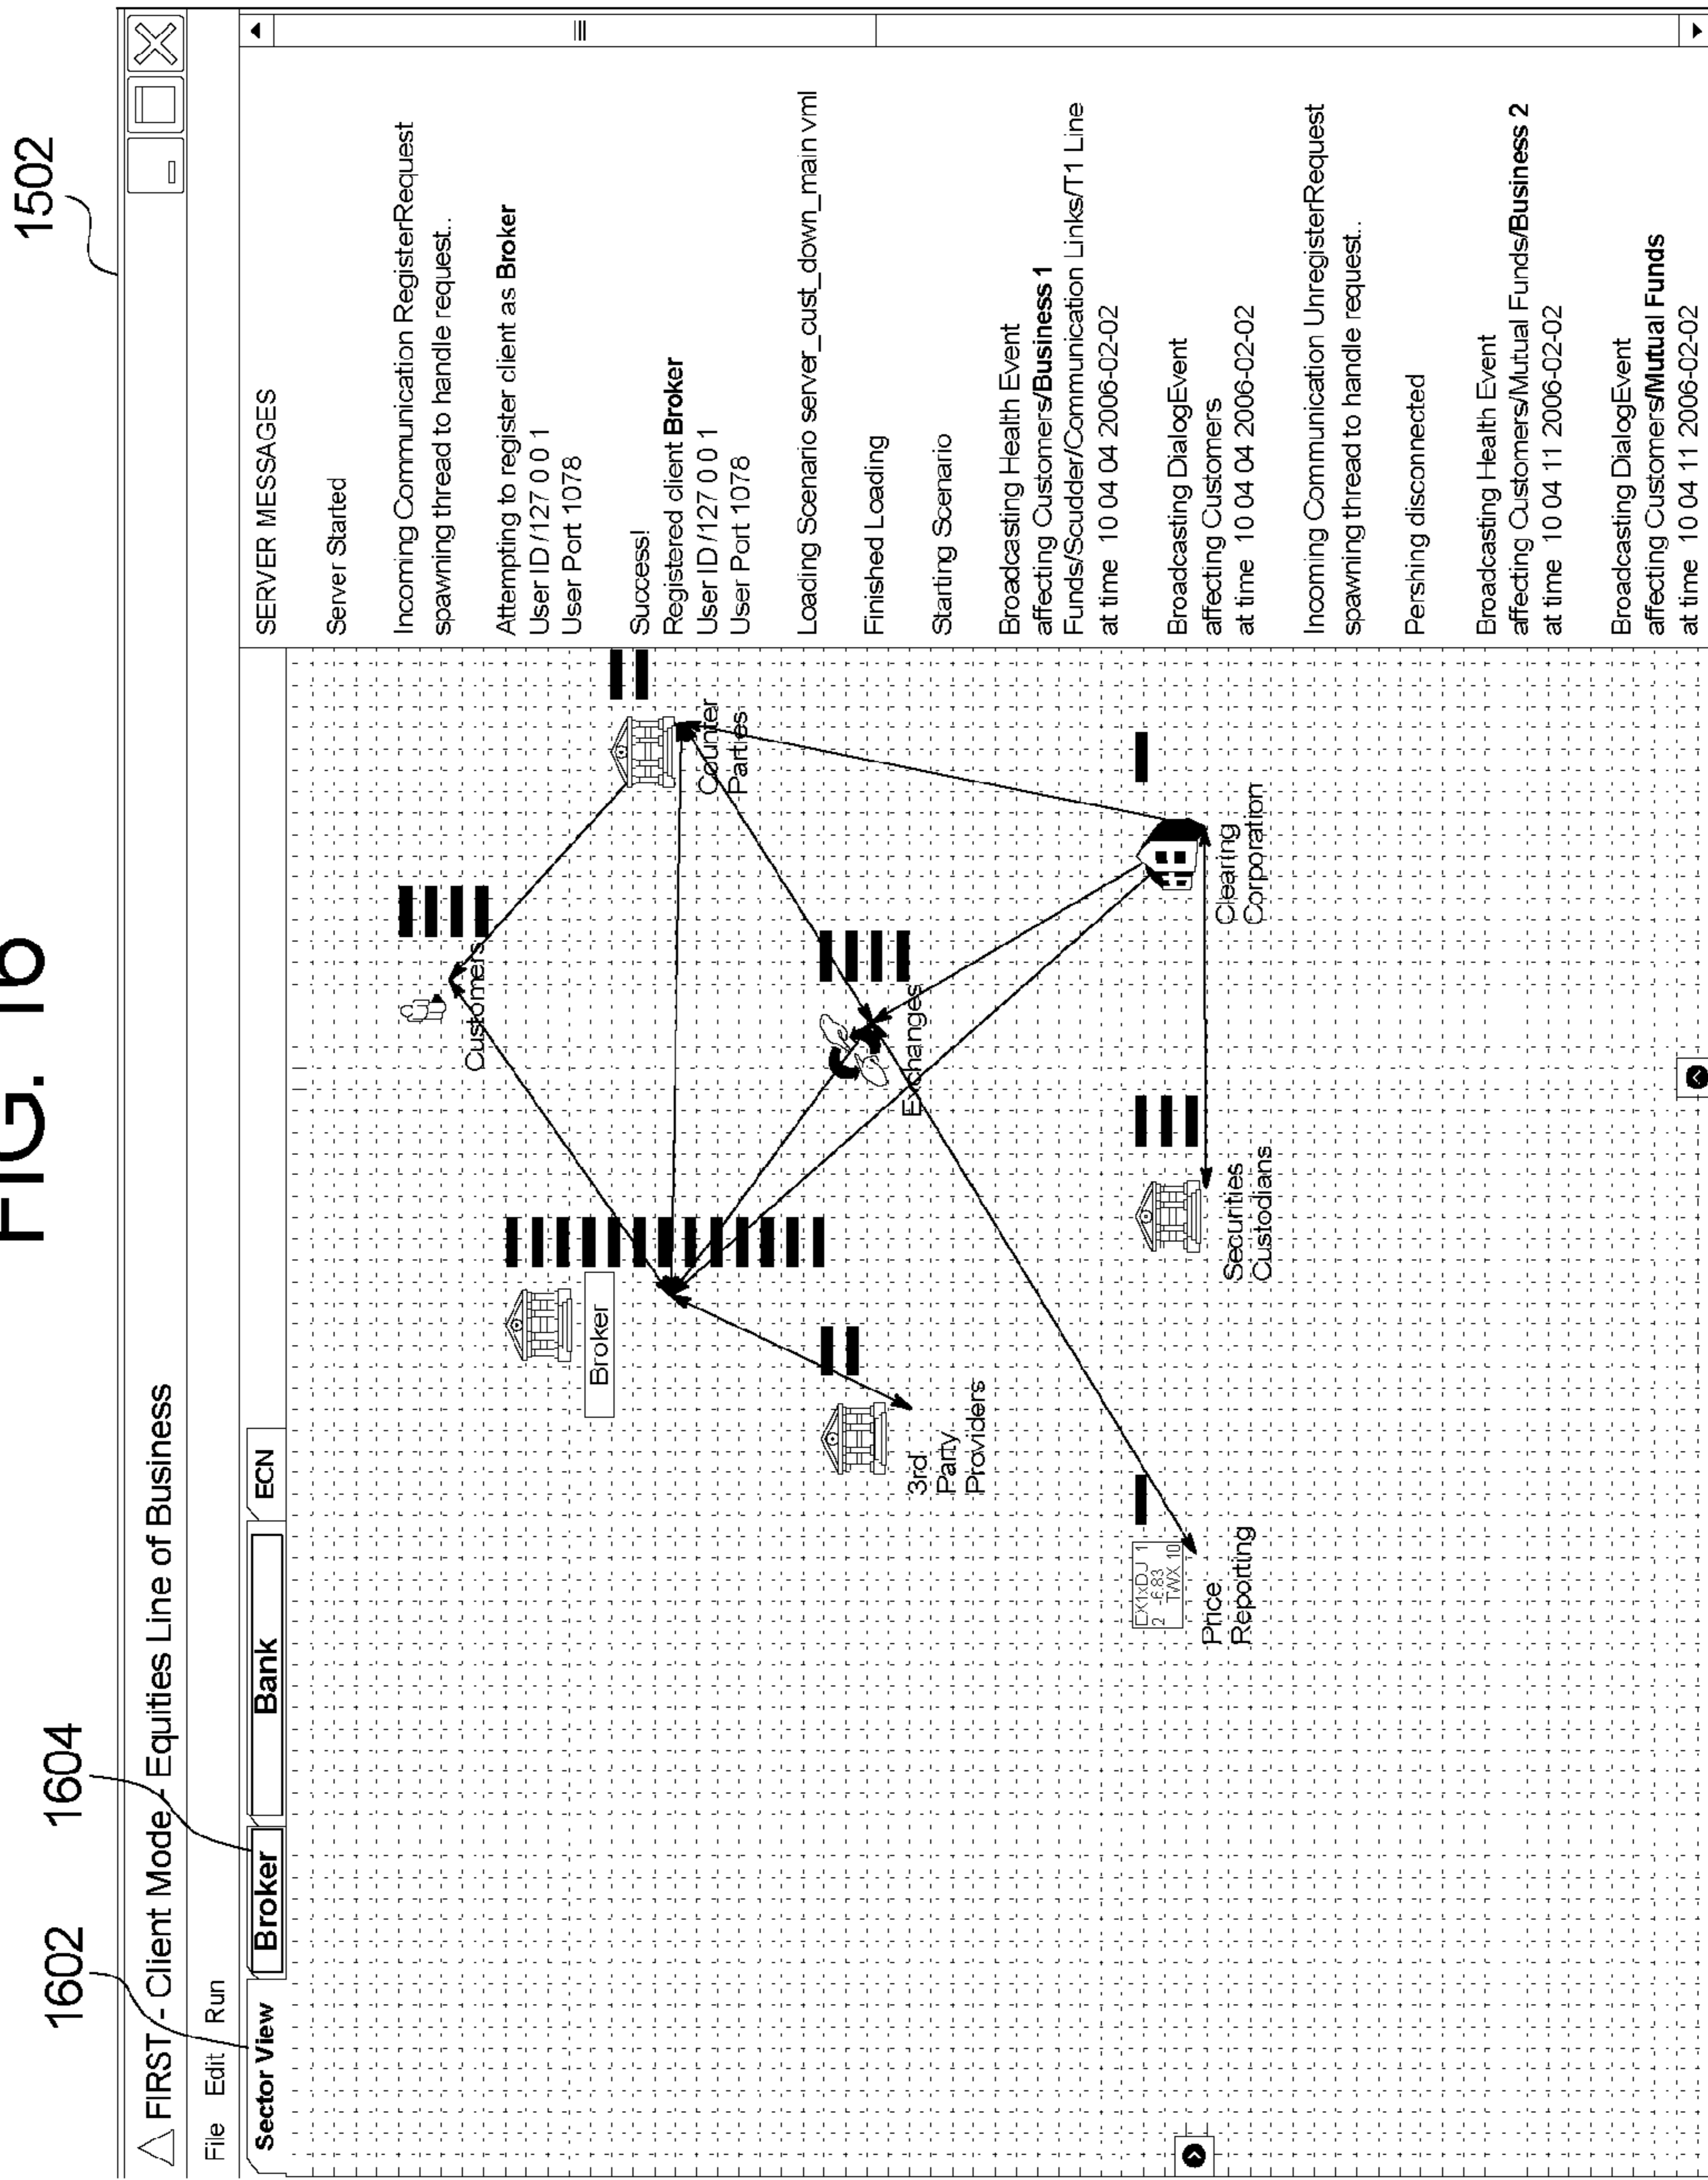 FIG. 16
1502
1602
1604
FIRST - Client Mode - Equities Line of Business
File Edit Run
Sector View
Broker
Bank
ECN
Customers
Broker
Counter
Parties
3rd
Party
Providers
Exchanges
EX1xDJ 1
2 -6.83
TWX 10
Price
Reporting
Securities
Custodians
Clearing
Corporation
SERVER MESSAGES
Server Started
Incoming Communication RegisterRequest
spawning thread to handle request..
Attempting to register client as Broker
User ID /127 0 0 1
User Port 1078
Success!
Registered client Broker
User ID /127 0 0 1
User Port 1078
Loading Scenario server_cust_down_main vml
Finished Loading
Starting Scenario
Broadcasting Health Event
affecting Customers/Business 1
Funds/Scudder/Communication Links/T1 Line
at time 10 04 04 2006-02-02
Broadcasting DialogEvent
affecting Customers
at time 10 04 04 2006-02-02
Incoming Communication UnregisterRequest
spawning thread to handle request..
Pershing disconnected
Broadcasting Health Event
affecting Customers/Mutual Funds/Business 2
at time 10 04 11 2006-02-02
Broadcasting DialogEvent
affecting Customers/Mutual Funds
at time 10 04 11 2006-02-02